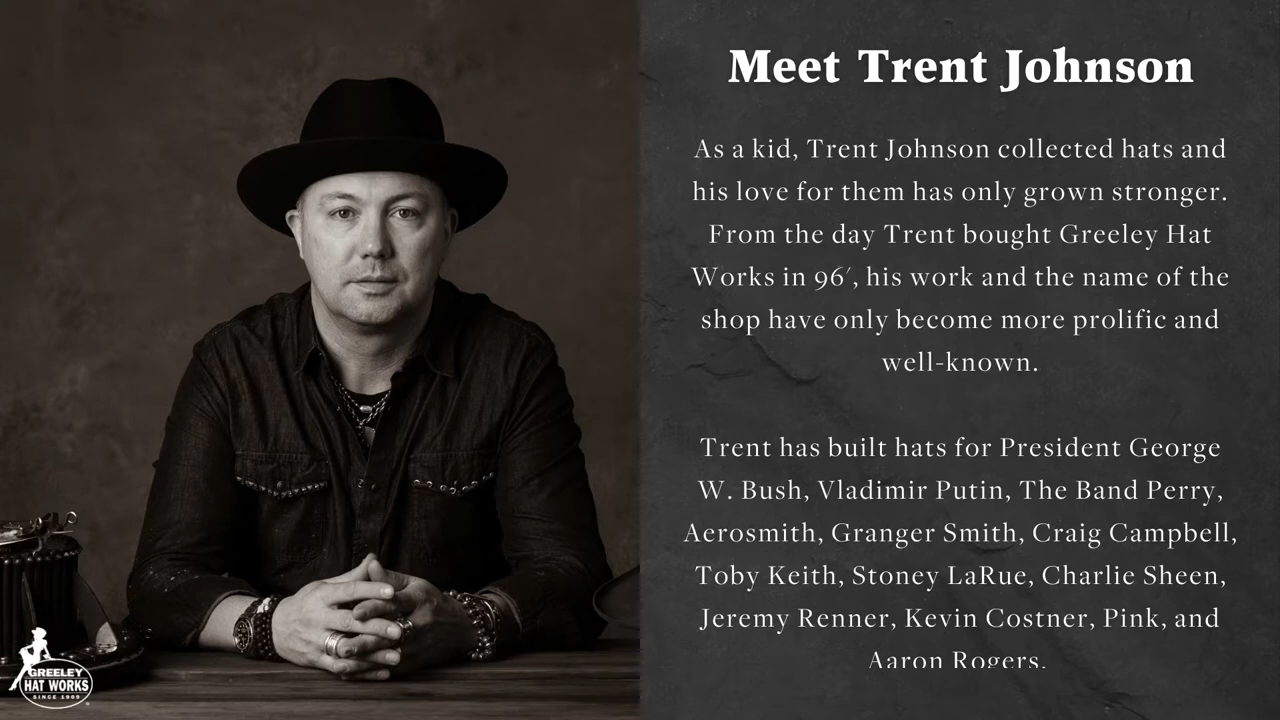 Meet Trent Johnson
As a kid, Trent Johnson collected hats and
his love for them has only grown stronger.
From the day Trent bought Greeley Hat
Works in 96′, his work and the name of the
shop have only become more prolific and
well-known.
Trent has built hats for President George
W. Bush, Vladimir Putin, The Band Perry,
Aerosmith, Granger Smith, Craig Campbell,
Toby Keith, Stoney LaRue, Charlie Sheen,
Jeremy Renner, Kevin Costner, Pink, and
Aaron Rogers.
GREELEY
HAT WORKS
SINCE 1909